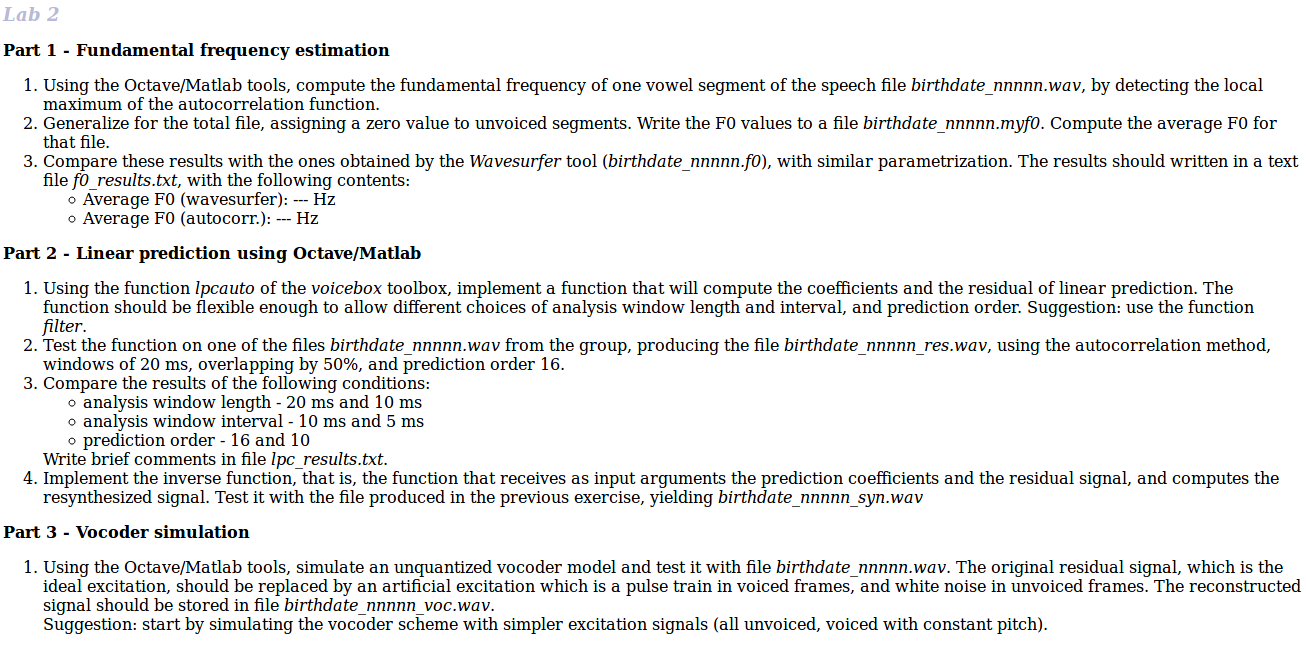 Lab 2
Part 1 - Fundamental frequency estimation
1. Using the Octave/Matlab tools, compute the fundamental frequency of one vowel segment of the speech file birthdate_nnnnn.wav, by detecting the local
maximum of the autocorrelation function.
2. Generalize for the total file, assigning a zero value to unvoiced segments. Write the F0 values to a file birthdate_nnnnn.myf0. Compute the average F0 for
that file.
3. Compare these results with the ones obtained by the Wavesurfer tool (birthdate_nnnnn.f0), with similar parametrization. The results should written in a text
file f0_results.txt, with the following contents:
◦ Average F0 (wavesurfer): --- Hz
◦ Average F0 (autocorr.): --- Hz
Part 2 - Linear prediction using Octave/Matlab
1. Using the function lpcauto of the voicebox toolbox, implement a function that will compute the coefficients and the residual of linear prediction. The
function should be flexible enough to allow different choices of analysis window length and interval, and prediction order. Suggestion: use the function
filter.
2. Test the function on one of the files birthdate_nnnnn.wav from the group, producing the file birthdate_nnnnn_res.wav, using the autocorrelation method,
windows of 20 ms, overlapping by 50%, and prediction order 16.
3. Compare the results of the following conditions:
◦ analysis window length - 20 ms and 10 ms
◦ analysis window interval - 10 ms and 5 ms
◦ prediction order - 16 and 10
Write brief comments in file lpc_results.txt.
4. Implement the inverse function, that is, the function that receives as input arguments the prediction coefficients and the residual signal, and computes the
resynthesized signal. Test it with the file produced in the previous exercise, yielding birthdate_nnnnn_syn.wav
Part 3 - Vocoder simulation
1. Using the Octave/Matlab tools, simulate an unquantized vocoder model and test it with file birthdate_nnnnn.wav. The original residual signal, which is the
ideal excitation, should be replaced by an artificial excitation which is a pulse train in voiced frames, and white noise in unvoiced frames. The reconstructed
signal should be stored in file birthdate_nnnnn_voc.wav.
Suggestion: start by simulating the vocoder scheme with simpler excitation signals (all unvoiced, voiced with constant pitch).